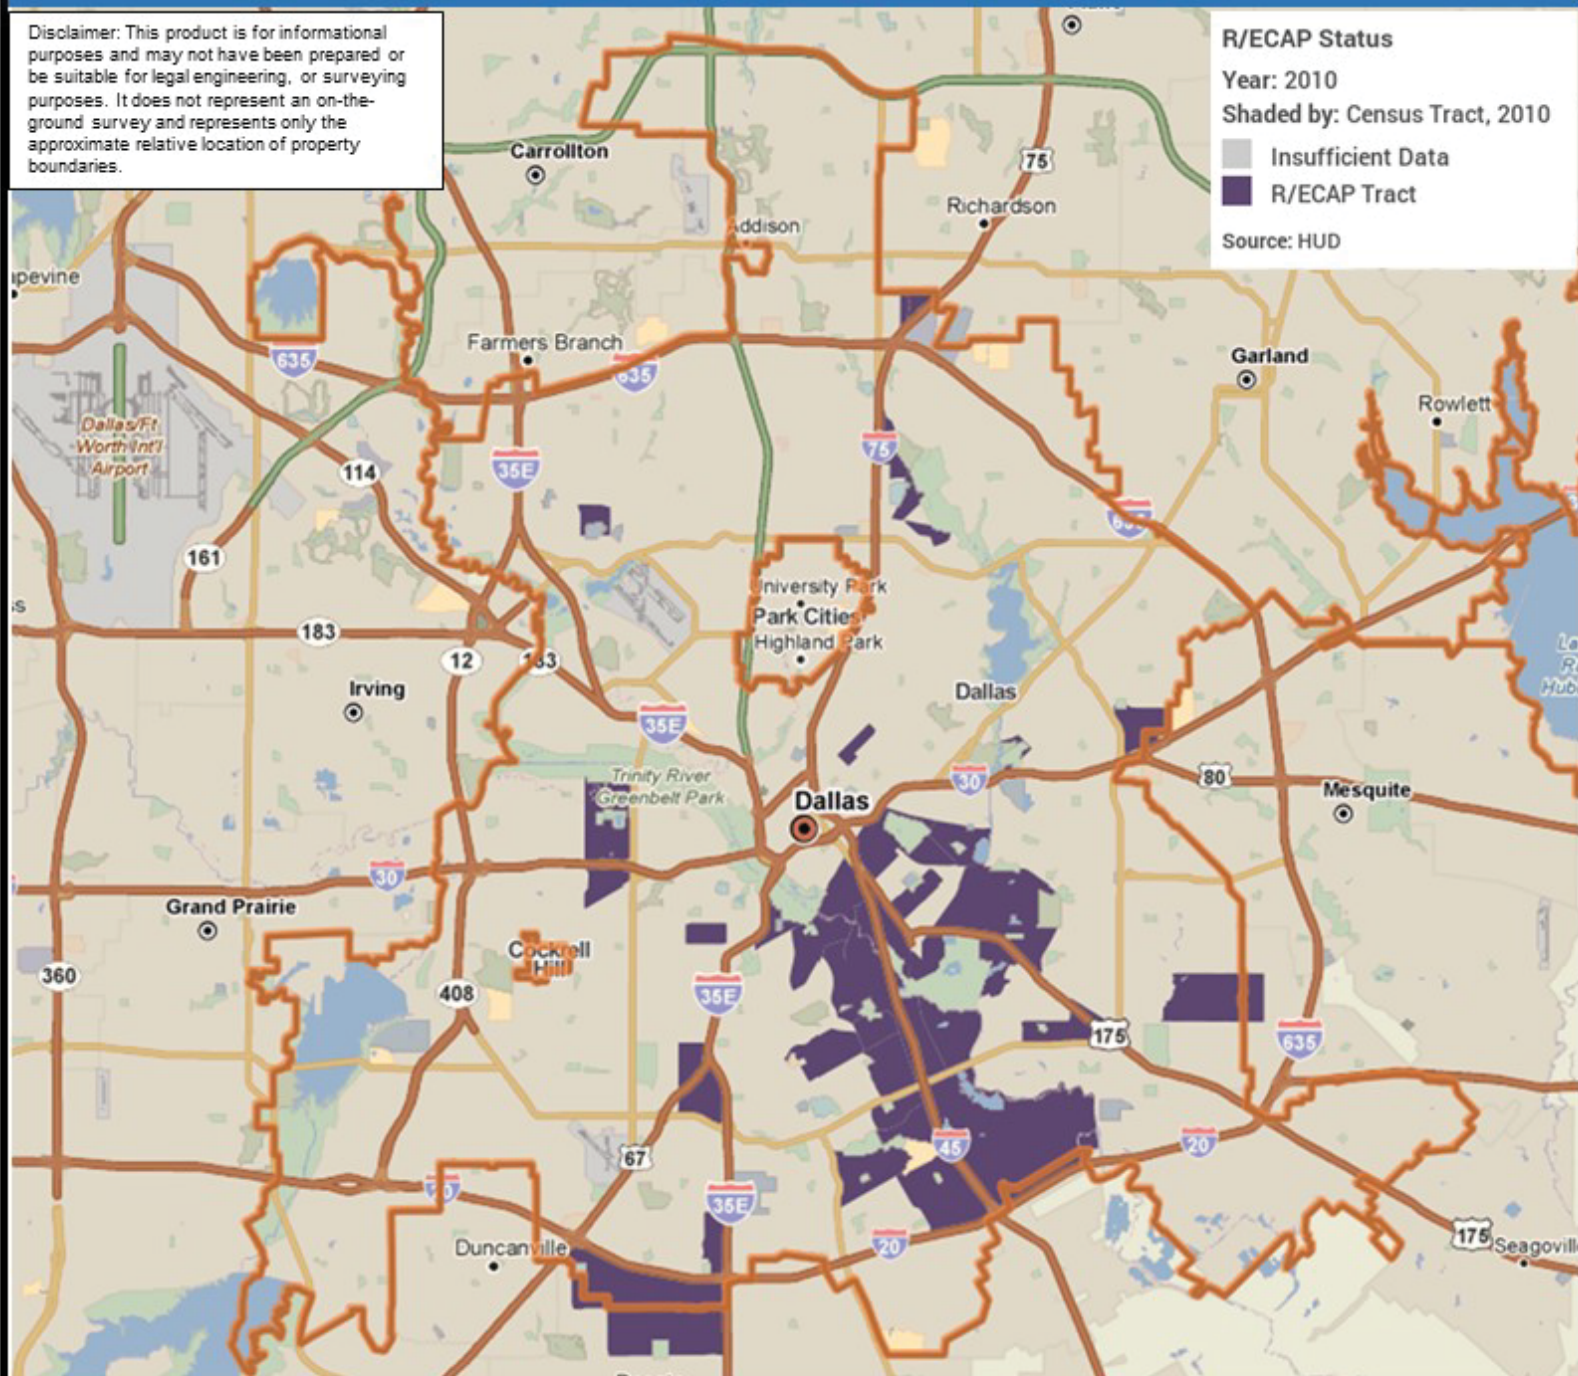 Disclaimer: This product is for informational
purposes and may not have been prepared or
be suitable for legal engineering, or surveying
purposes. It does not represent an on-the-
ground survey and represents only the
approximate relative location of property
boundaries.
R/ECAP Status
Year: 2010
Shaded by: Census Tract, 2010
Insufficient Data
R/ECAP Tract
Source: HUD
Carrollton
75
Richardson
Addison
apevine
635
Farmers Branch
635
Garland
Rowlett
Dallas/Ft
Worth Int'l
Airport
114
35E
75
635
161
University Park
Park Cities
Highland Park
183
12
183
Irving
35E
Dallas
Trinity River
Greenbelt Park
30
80
Dallas
Mesquite
30
Grand Prairie
Cockrell
Hill
360
408
35E
175
635
67
45
20
20
35E
20
175
Duncanville
Seagovill